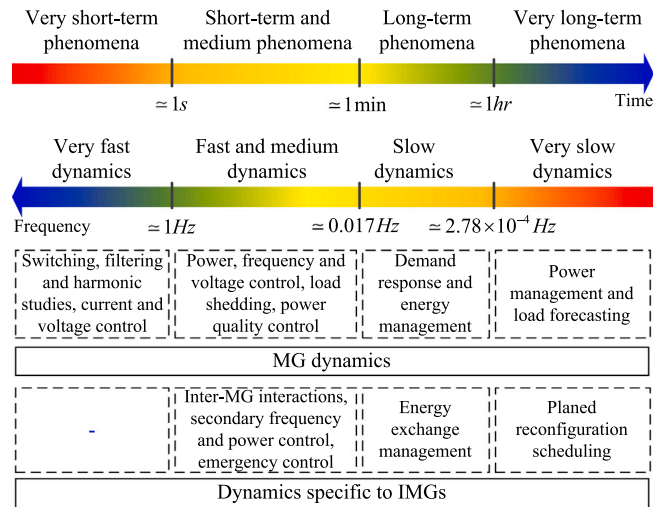 Very short-term phenomena
Short-term and medium phenomena
Long-term phenomena
Very long-term phenomena
≃1s
≃1min
≃1hr
Time
Very fast dynamics
Fast and medium dynamics
Slow dynamics
Very slow dynamics
Frequency
≃1Hz
≃0.017Hz
≃2.78×10⁻⁴ Hz
Switching, filtering
and harmonic
studies, current and
voltage control
Power, frequency and
voltage control, load
shedding, power
quality control
Demand
response and
energy
management
Power
management and
load forecasting
MG dynamics
-
Inter-MG interactions,
secondary frequency
and power control,
emergency control
Energy
exchange
management
Planed
reconfiguration
scheduling
Dynamics specific to IMGs